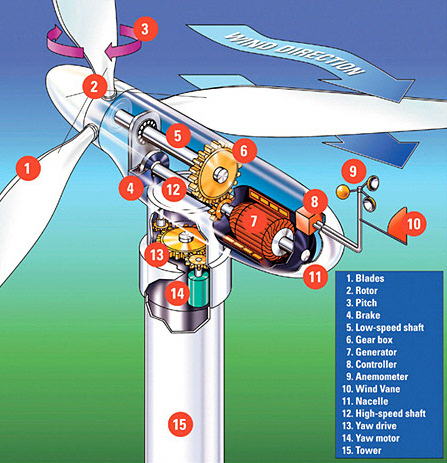 3
WIND DIRECTION
2
5
1
6
9
4
12
8
7
10
13
11
14
15
1. Blades
2. Rotor
3. Pitch
4. Brake
5. Low-speed shaft
6. Gear box
7. Generator
8. Controller
9. Anemometer
10. Wind Vane
11. Nacelle
12. High-speed shaft
13. Yaw drive
14. Yaw motor
15. Tower